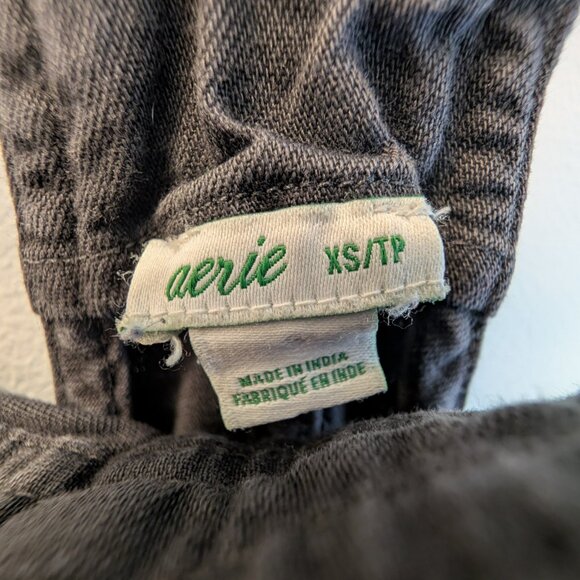 aerie XS/TP
MADE IN INDIA
FABRIQUÉ EN INDE